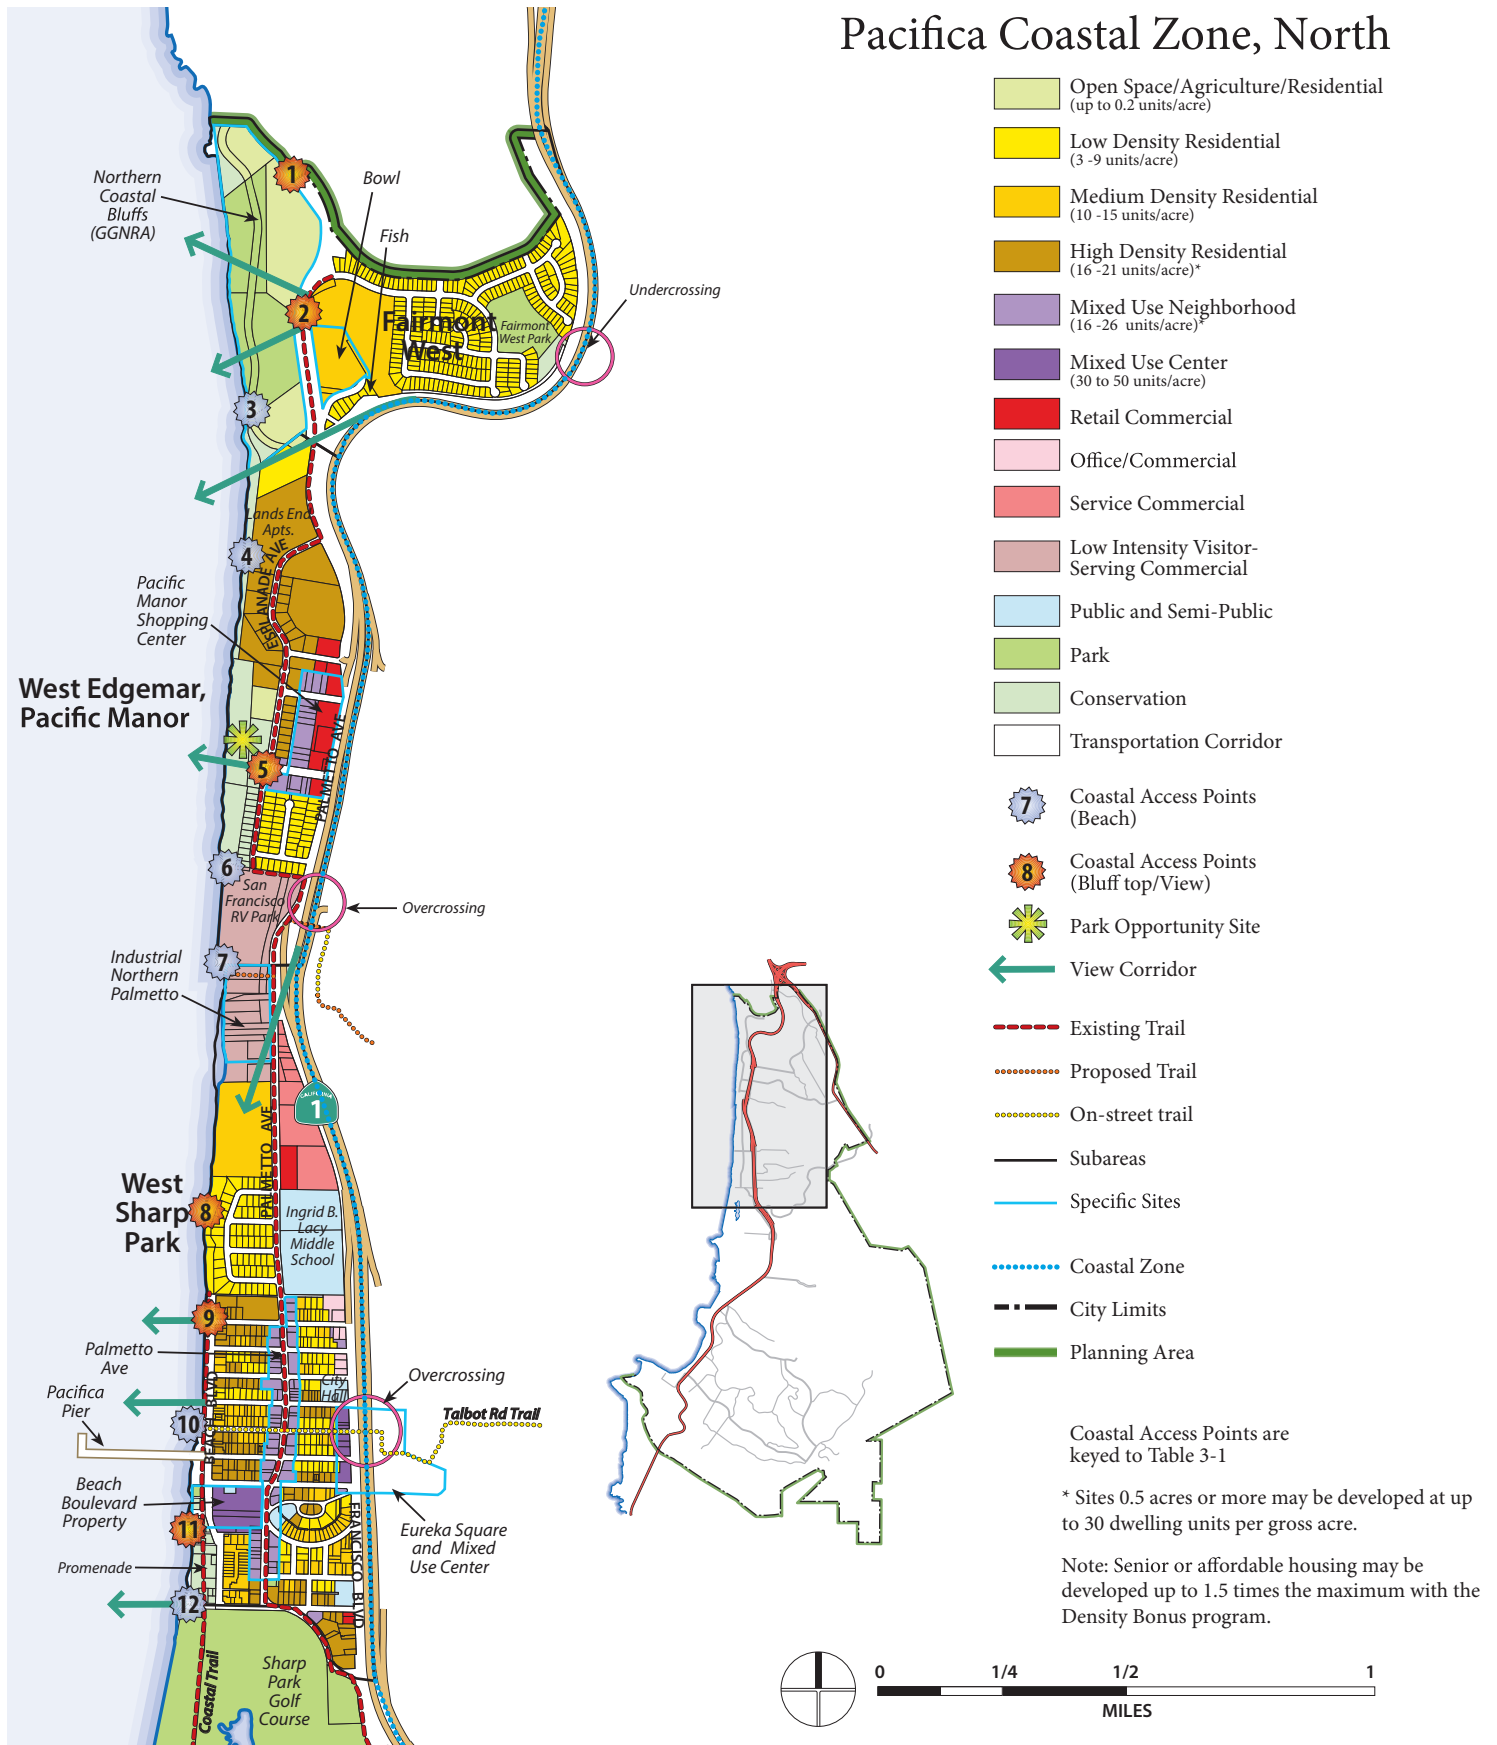 Pacifica Coastal Zone, North
Open Space/Agriculture/Residential
(up to 0.2 units/acre)
Low Density Residential
(3 -9 units/acre)
Medium Density Residential
(10 -15 units/acre)
High Density Residential
(16 -21 units/acre)*
Mixed Use Neighborhood
(16 -26 units/acre)*
Mixed Use Center
(30 to 50 units/acre)
Retail Commercial
Office/Commercial
Service Commercial
Low Intensity Visitor-
Serving Commercial
Public and Semi-Public
Park
Conservation
Transportation Corridor
7
Coastal Access Points
(Beach)
8
Coastal Access Points
(Bluff top/View)
Park Opportunity Site
View Corridor
Existing Trail
Proposed Trail
On-street trail
Subareas
Specific Sites
Coastal Zone
City Limits
Planning Area
Coastal Access Points are
keyed to Table 3-1
* Sites 0.5 acres or more may be developed at up
to 30 dwelling units per gross acre.
Note: Senior or affordable housing may be
developed up to 1.5 times the maximum with the
Density Bonus program.
0 1/4 1/2 1
MILES
Northern
Coastal
Bluffs
(GGNRA)
1
Bowl
Fish
2
Fairmont
West
Fairmont
West Park
Undercrossing
3
Lands End
Apts.
4
ESPLANADE AVE
Pacific
Manor
Shopping
Center
West Edgemar,
Pacific Manor
PALMETTO AVE
5
6
San
Francisco
RV Park
Overcrossing
7
Industrial
Northern
Palmetto
CALIFORNIA
1
PALMETTO AVE
West
Sharp
Park
8
Ingrid B.
Lacy
Middle
School
9
Palmetto
Ave
City
Hall
Overcrossing
Pacifica
Pier
BEACH BLVD
10
Talbot Rd Trail
Beach
Boulevard
Property
11
Eureka Square
and Mixed
Use Center
FRANCISCO BLVD
Promenade
12
Coastal Trail
Sharp
Park
Golf
Course